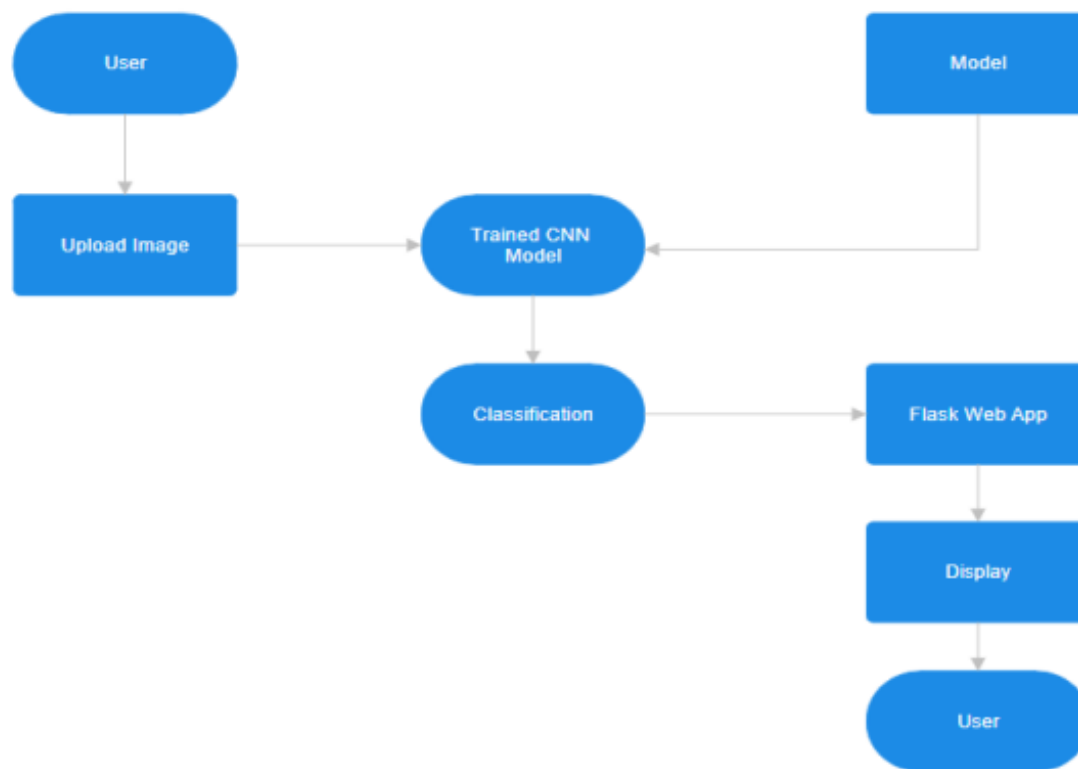 User
Model
Upload Image
Trained CNN
Model
Classification
Flask Web App
Display
User